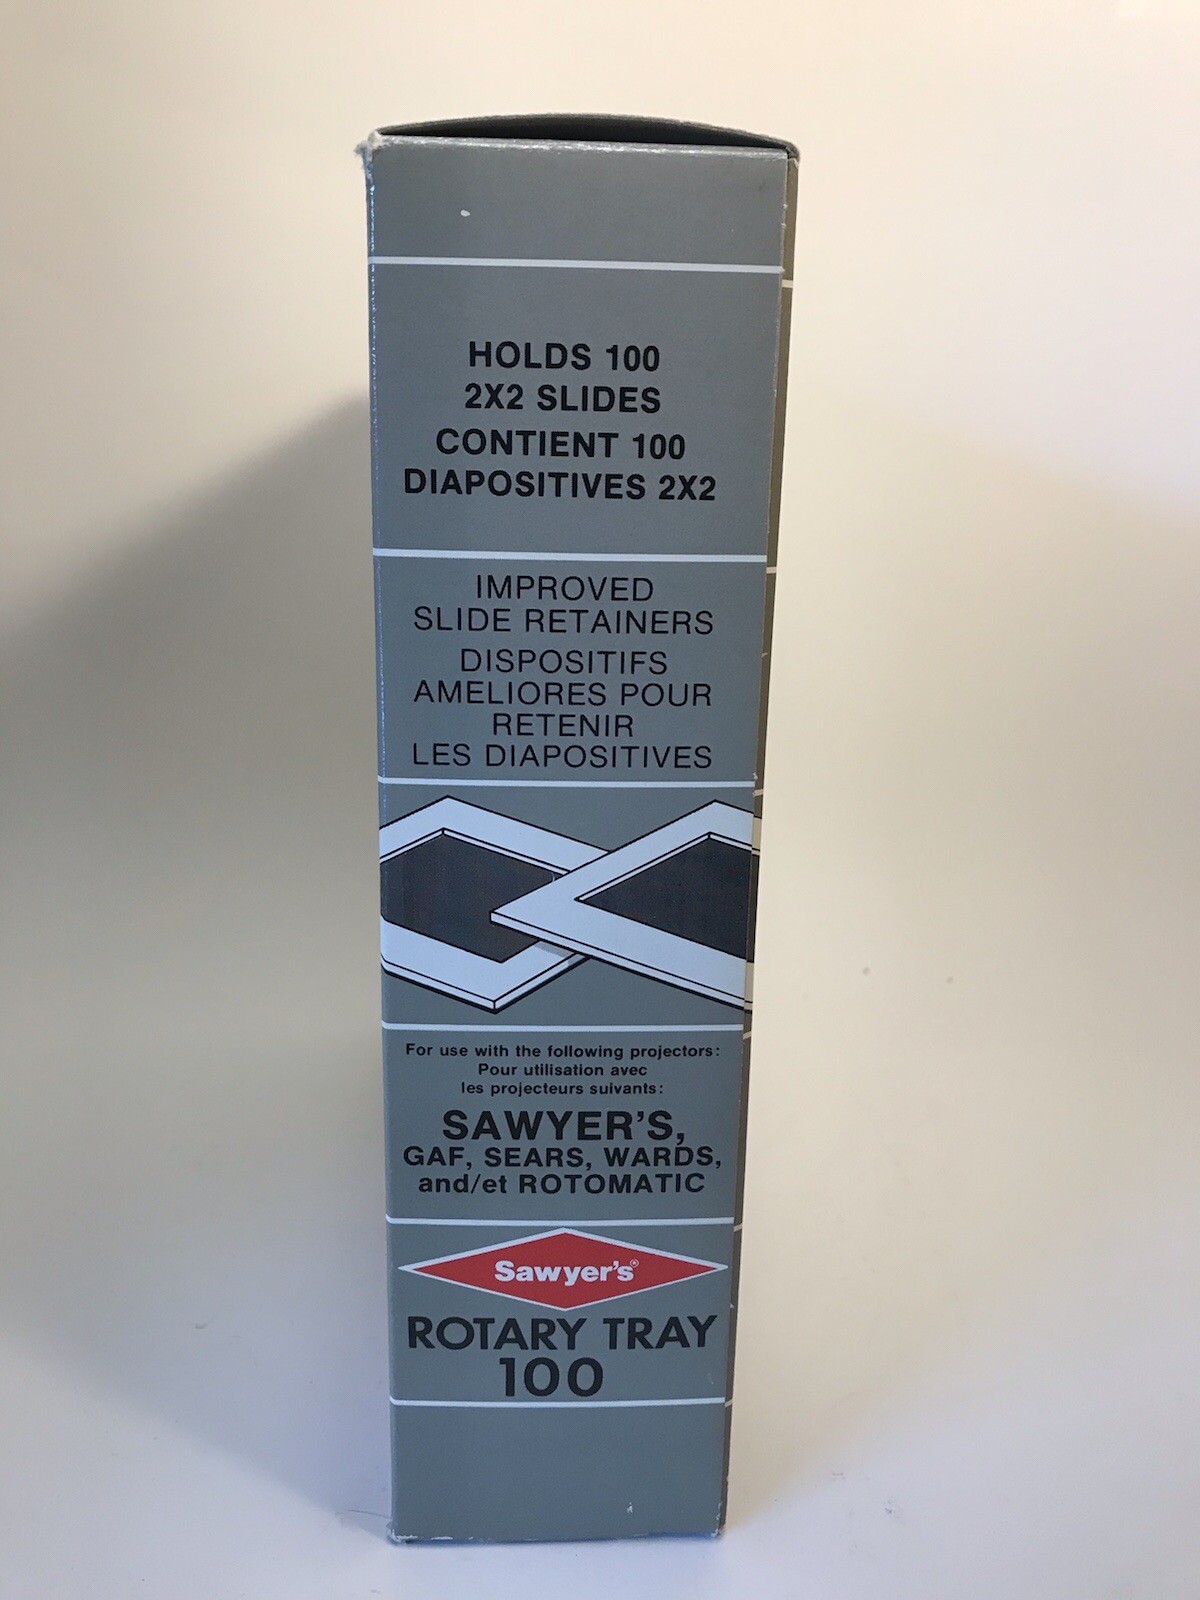 HOLDS 100
2X2 SLIDES
CONTIENT 100
DIAPOSITIVES 2X2
IMPROVED
SLIDE RETAINERS
DISPOSITIFS
AMELIORES POUR
RETENIR
LES DIAPOSITIVES
For use with the following projectors:
Pour utilisation avec
les projecteurs suivants:
SAWYER'S,
GAF, SEARS, WARDS,
and/et ROTOMATIC
Sawyer's®
ROTARY TRAY
100